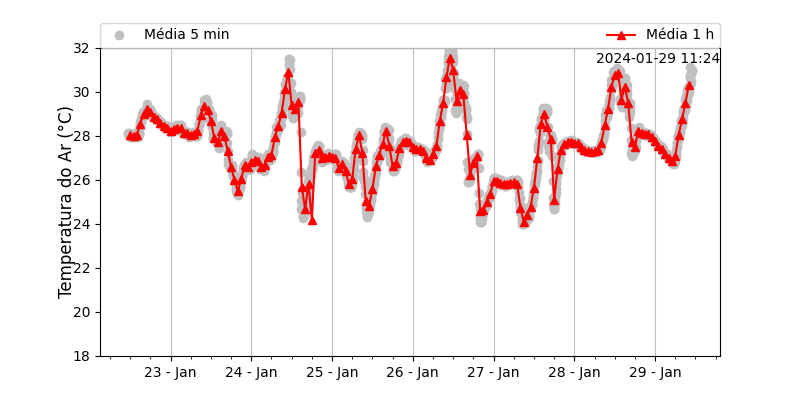 Média 5 min
Média 1 h
2024-01-29 11:24
Temperatura do Ar (°C)
32
30
28
26
24
22
20
18
23 - Jan
24 - Jan
25 - Jan
26 - Jan
27 - Jan
28 - Jan
29 - Jan